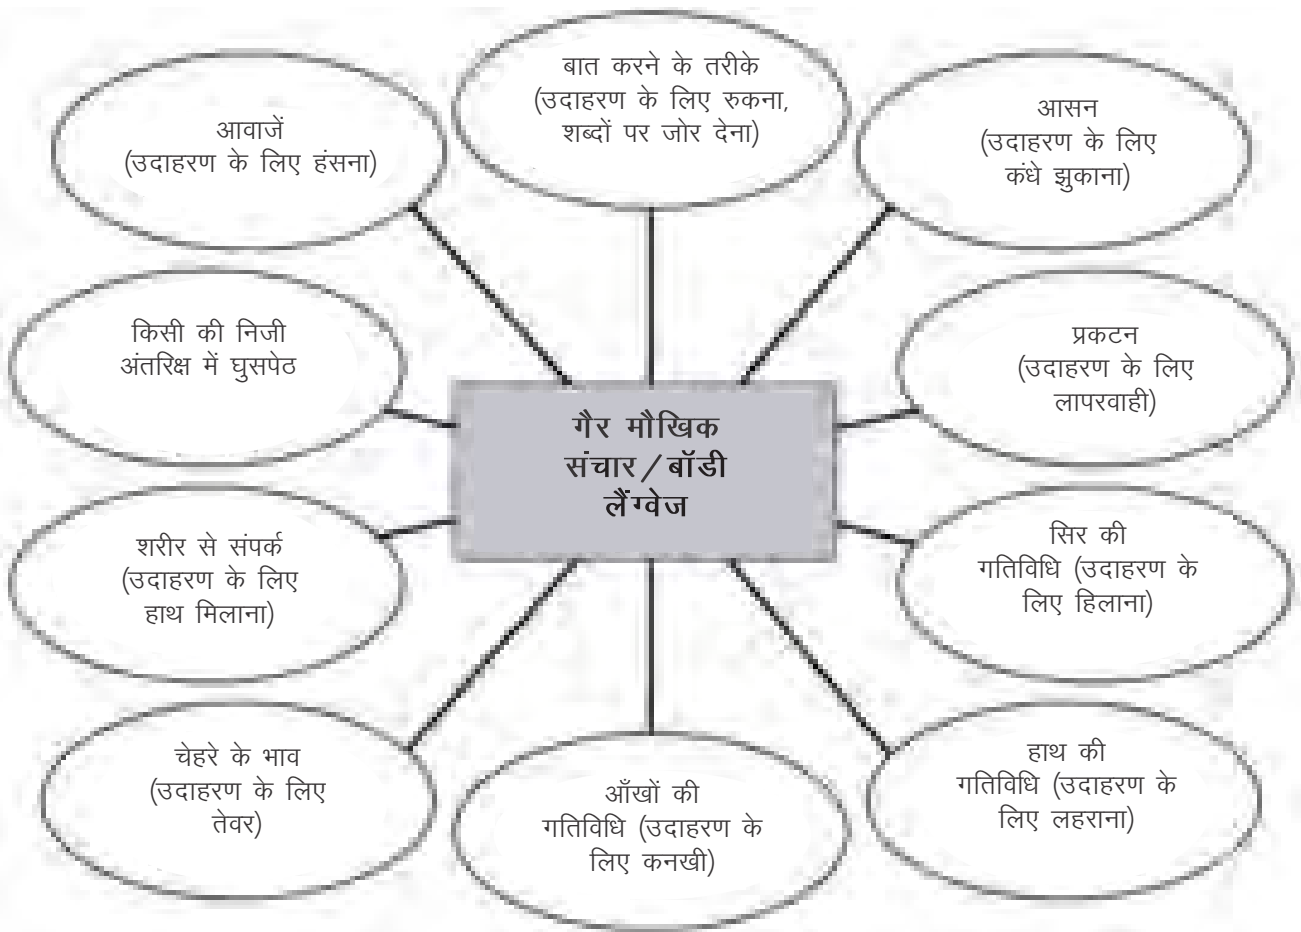 बात करने के तरीके
(उदाहरण के लिए रुकना,
शब्दों पर जोर देना)
आवाजें
(उदाहरण के लिए हंसना)
आसन
(उदाहरण के लिए
कंधे झुकाना)
किसी की निजी
अंतरिक्ष में घुसपेठ
प्रकटन
(उदाहरण के लिए
लापरवाही)
गैर मौखिक
संचार/बॉडी
लैंग्वेज
शरीर से संपर्क
(उदाहरण के लिए
हाथ मिलाना)
सिर की
गतिविधि (उदाहरण के
लिए हिलाना)
चेहरे के भाव
(उदाहरण के लिए
तेवर)
आँखों की
गतिविधि (उदाहरण के
लिए कनखी)
हाथ की
गतिविधि (उदाहरण के
लिए लहराना)